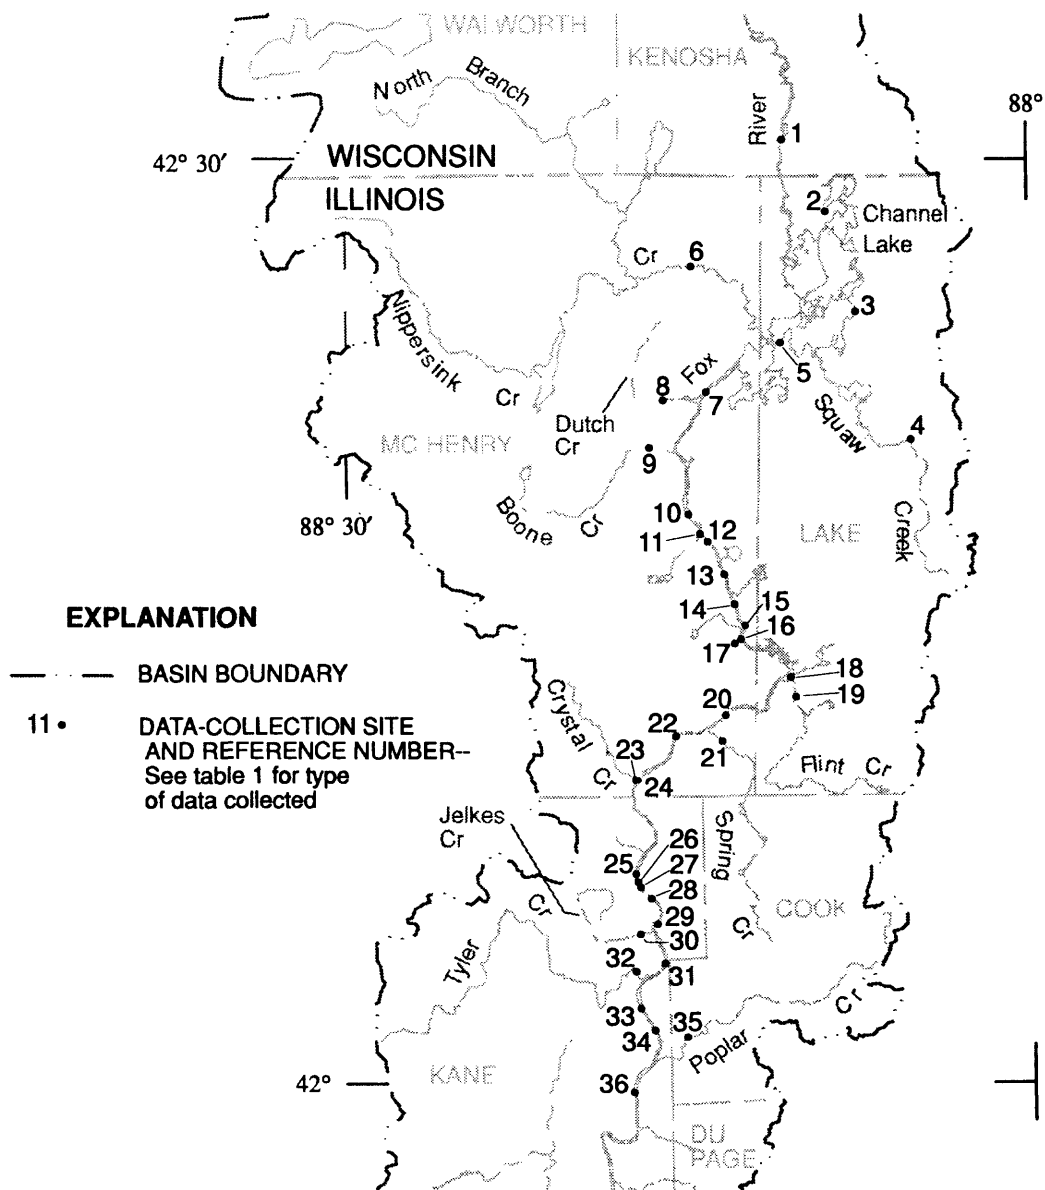 WALWORTH
KENOSHA
North Branch
River
1
88°
42° 30′
WISCONSIN
ILLINOIS
2
Channel
Lake
Cr
6
3
Nippersink
Cr
5
Fox
7
8
Squaw
Creek
4
Dutch
Cr
MC HENRY
9
Boone
Cr
88° 30′
10
11
12
LAKE
13
14
15
16
17
18
19
20
21
22
23
24
Crystal
Cr
Flint Cr
EXPLANATION
BASIN BOUNDARY
11
DATA-COLLECTION SITE
AND REFERENCE NUMBER--
See table 1 for type
of data collected
Jelkes
Cr
Spring
Cr
25
26
27
28
29
30
31
COOK
Tyler
Cr
32
33
34
35
Poplar
Cr
42°
KANE
36
DU
PAGE